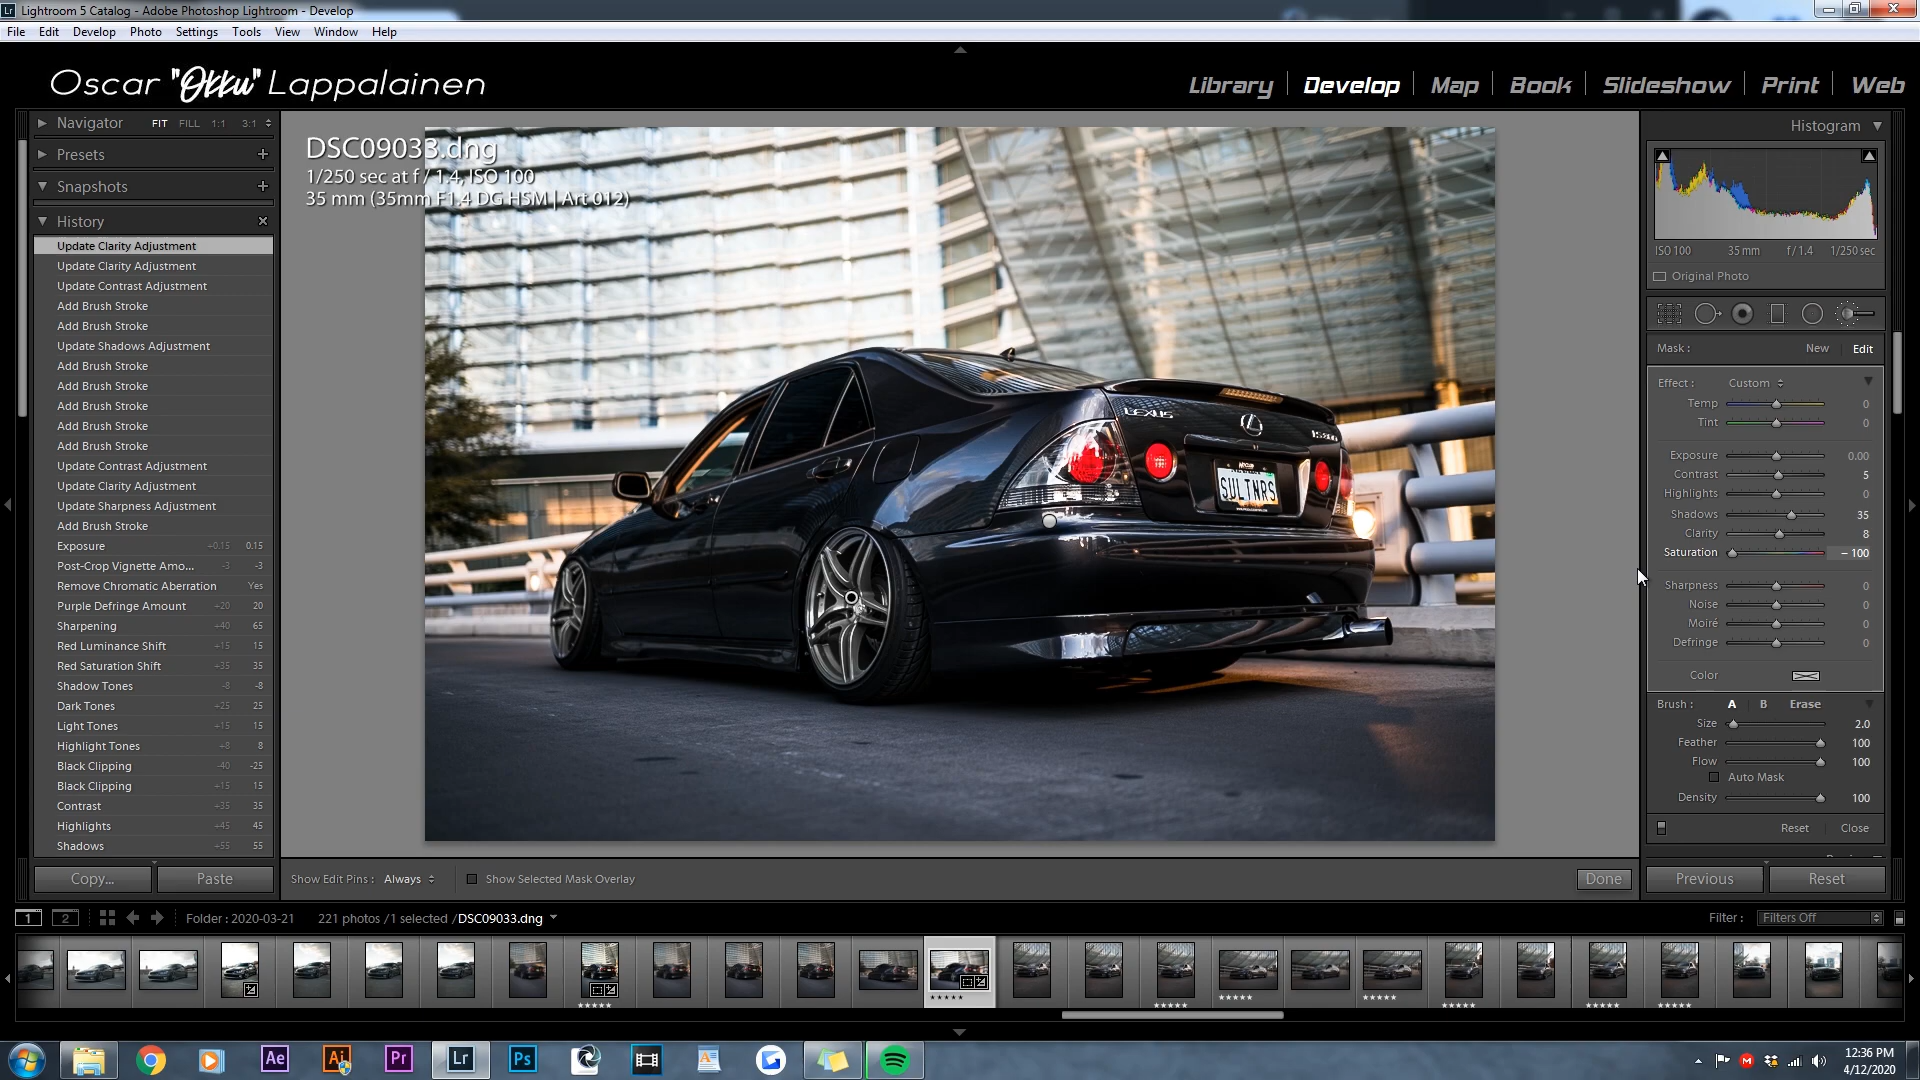 Lightroom 5 Catalog - Adobe Photoshop Lightroom - Develop
File Edit Develop Photo Settings Tools View Window Help
Oscar "Okku" Lappalainen
Library Develop Map Book Slideshow Print Web
Navigator FIT FILL 1:1 3:1
Presets
Snapshots
History
Update Clarity Adjustment
Update Clarity Adjustment
Update Contrast Adjustment
Add Brush Stroke
Add Brush Stroke
Update Shadows Adjustment
Add Brush Stroke
Add Brush Stroke
Add Brush Stroke
Add Brush Stroke
Add Brush Stroke
Update Contrast Adjustment
Update Clarity Adjustment
Update Sharpness Adjustment
Add Brush Stroke
Exposure +0.15 0.15
Post-Crop Vignette Amo... -3 -3
Remove Chromatic Aberration Yes
Purple Defringe Amount +20 20
Sharpening +40 65
Red Luminance Shift +15 15
Red Saturation Shift +35 35
Shadow Tones -8 -8
Dark Tones +25 25
Light Tones +15 15
Highlight Tones +8 8
Black Clipping -40 -25
Black Clipping +15 15
Contrast +35 35
Highlights +45 45
Shadows +55 55
Copy... Paste
DSC09033.dng
1/250 sec at f / 1.4, ISO 100
35 mm (35mm F1.4 DG HSM | Art 012)
LEXUS
IS300
SULTNRS
Show Edit Pins : Always Show Selected Mask Overlay Done
Histogram
ISO 100 35 mm f / 1.4 1/250 sec
Original Photo
Mask : New Edit
Effect : Custom
Temp 0
Tint 0
Exposure 0.00
Contrast 5
Highlights 0
Shadows 35
Clarity 8
Saturation – 100
Sharpness 0
Noise 0
Moiré 0
Defringe 0
Color
Brush : A B Erase
Size 2.0
Feather 100
Flow 100
Auto Mask
Density 100
Reset Close
Previous Reset
1 2 Folder : 2020-03-21 221 photos / 1 selected / DSC09033.dng Filter : Filters Off
Ae Ai Pr Lr Ps
12:36 PM
4/12/2020